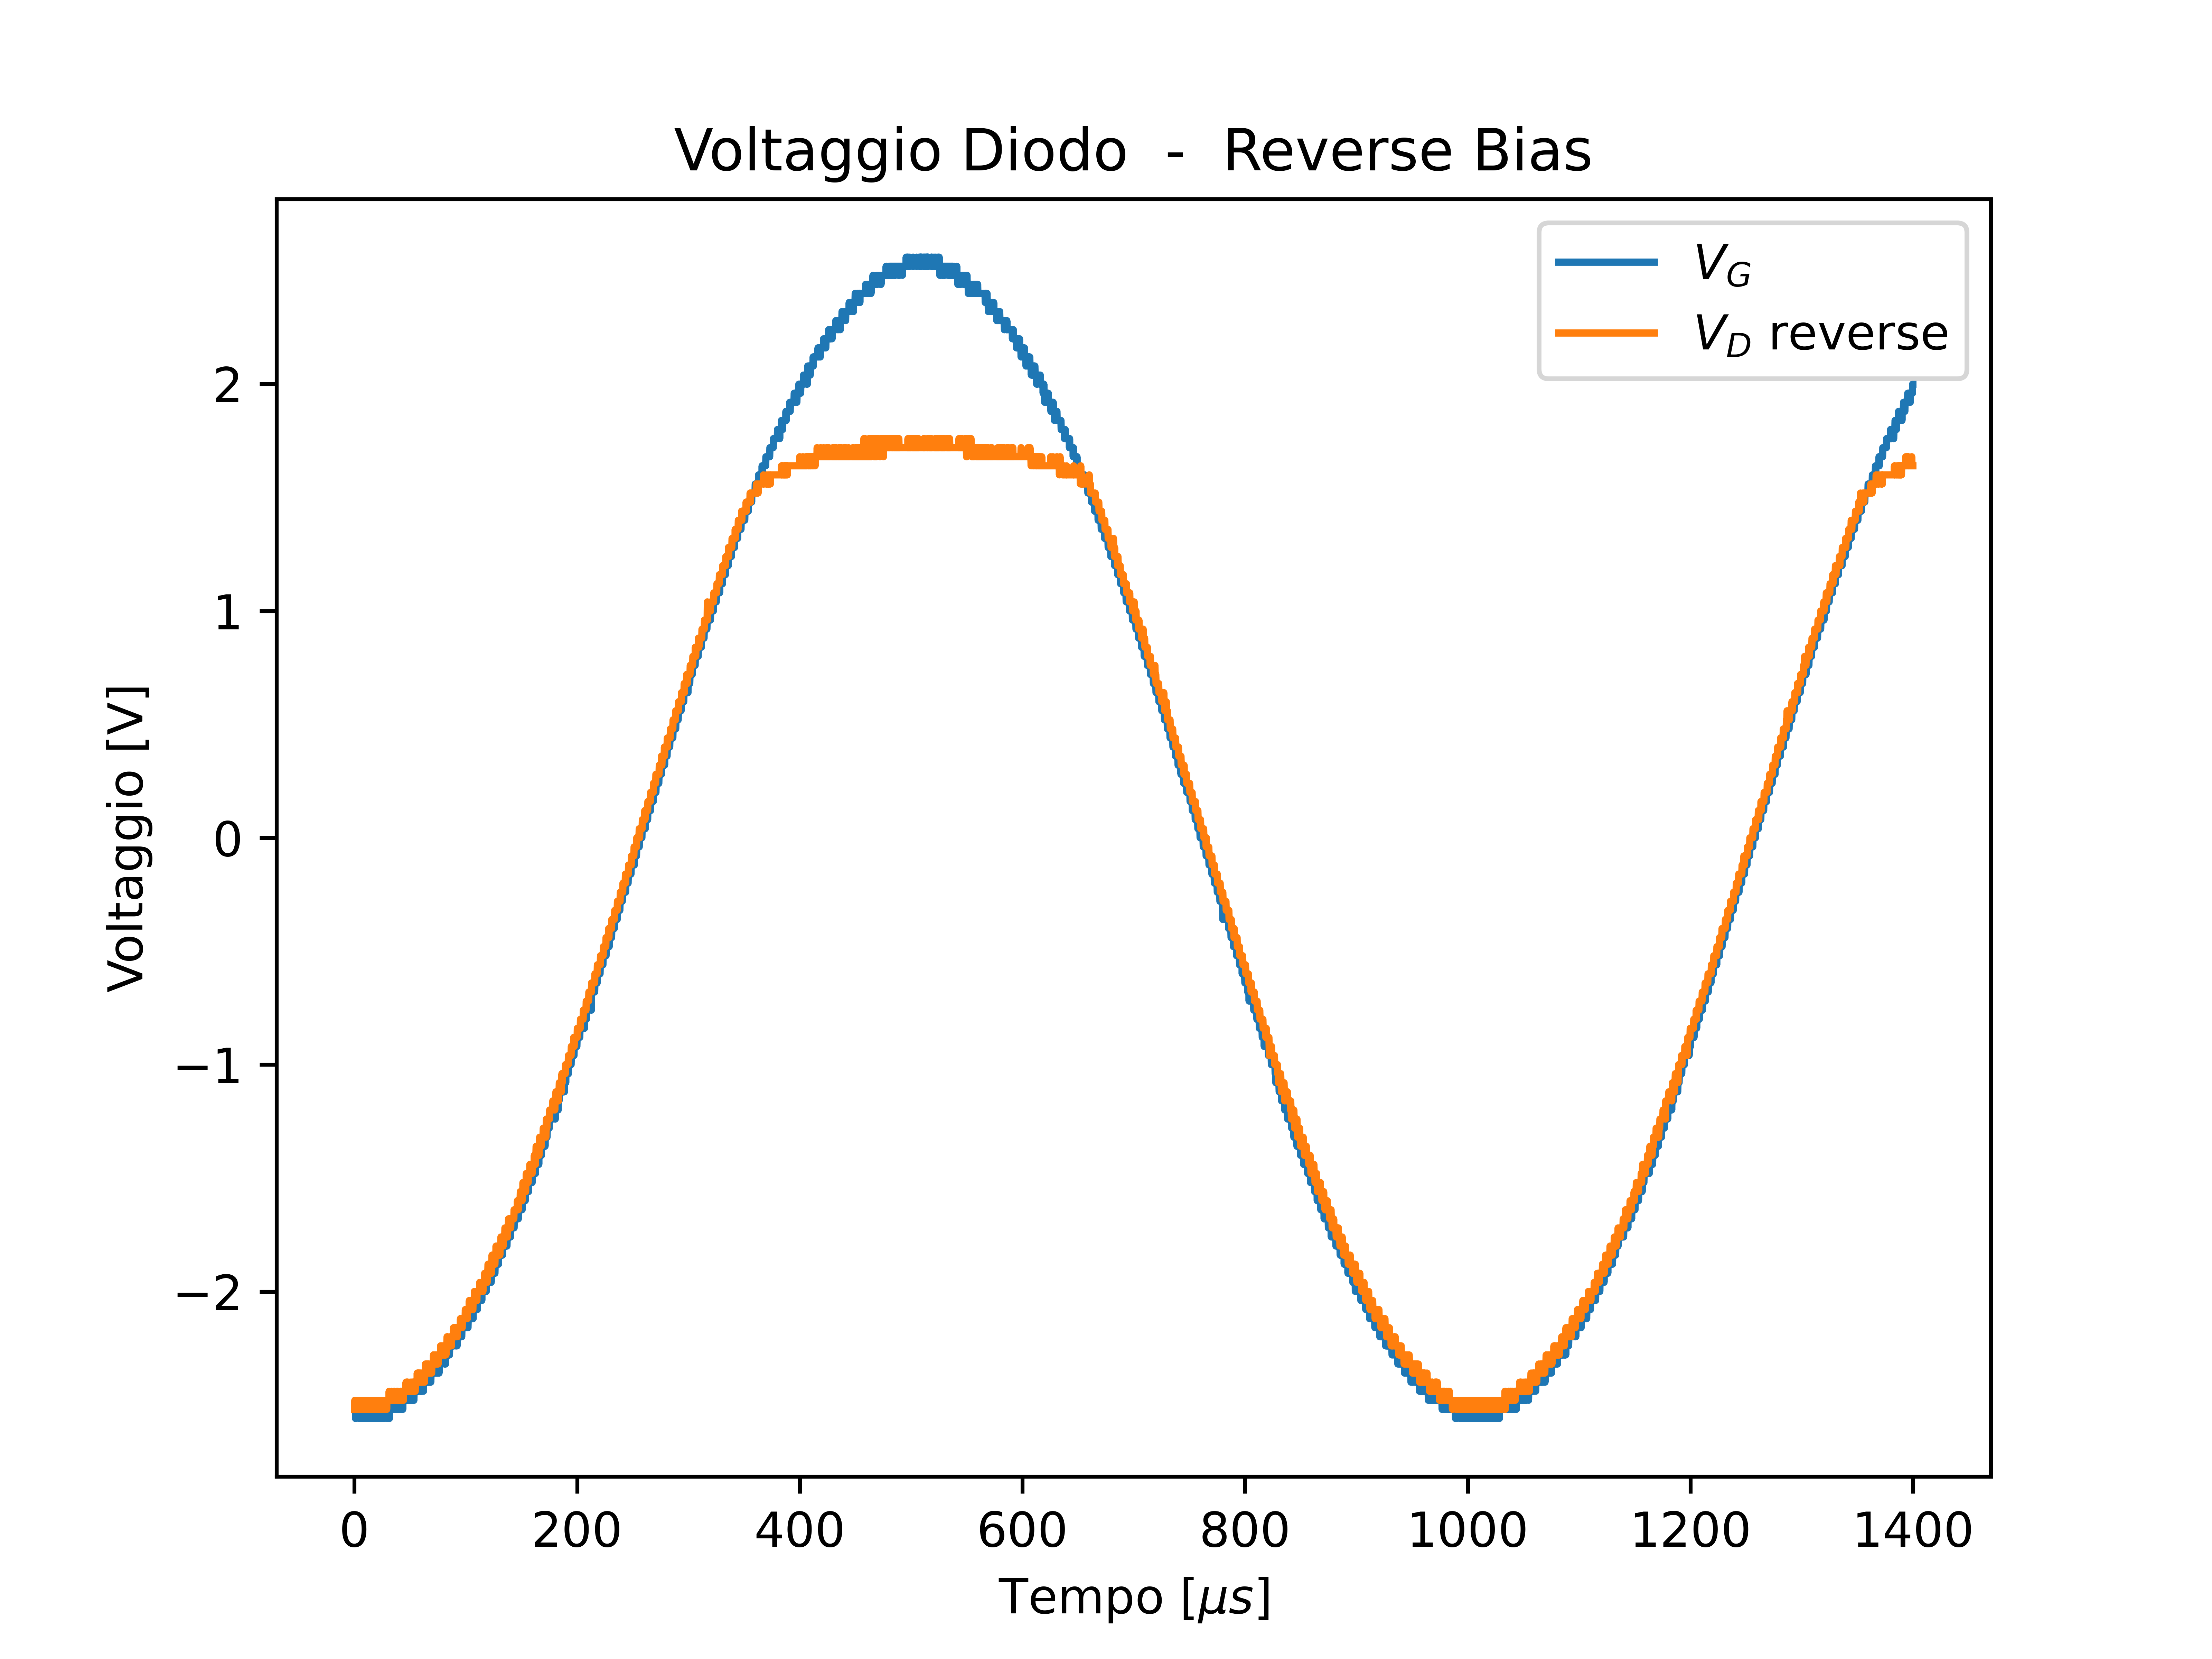 Voltaggio Diodo - Reverse Bias
V_G
V_D reverse
Voltaggio [V]
2
1
0
−1
−2
0 200 400 600 800 1000 1200 1400
Tempo [μs]